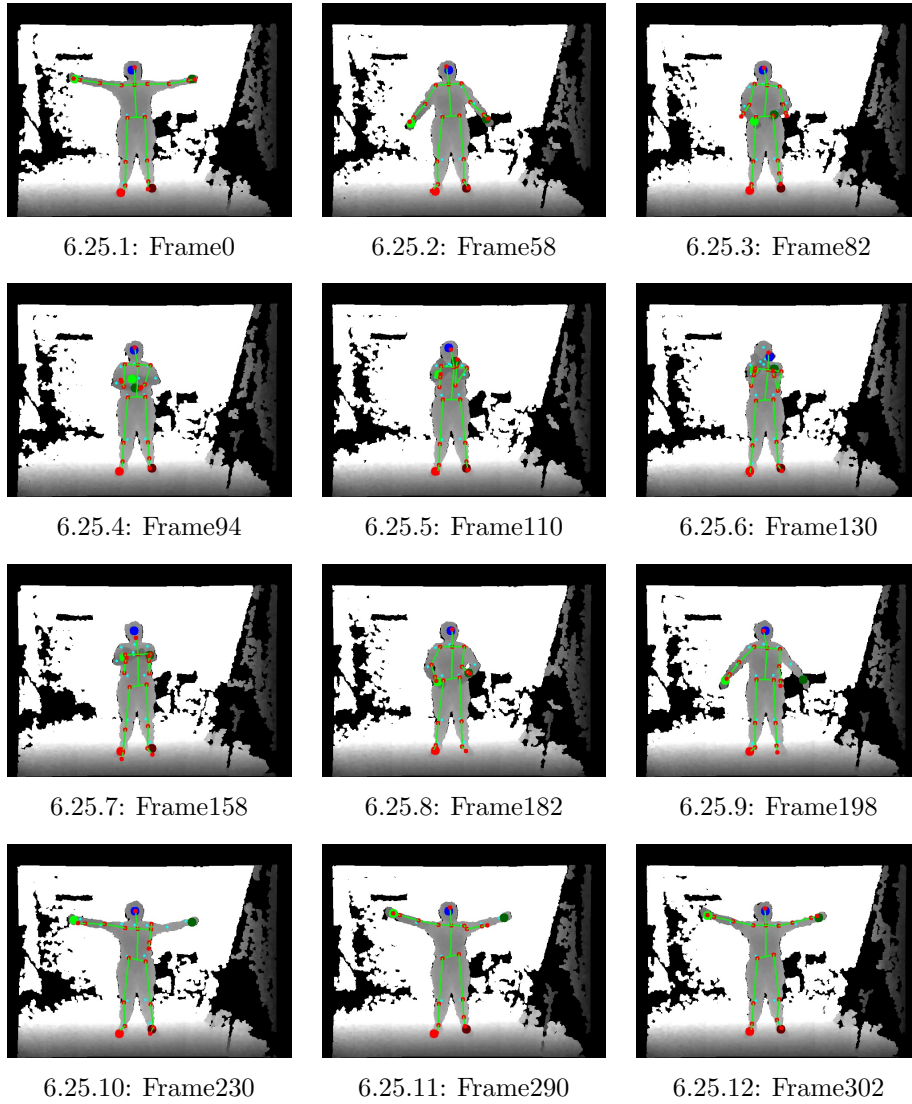 6.25.1: Frame0
6.25.2: Frame58
6.25.3: Frame82
6.25.4: Frame94
6.25.5: Frame110
6.25.6: Frame130
6.25.7: Frame158
6.25.8: Frame182
6.25.9: Frame198
6.25.10: Frame230
6.25.11: Frame290
6.25.12: Frame302